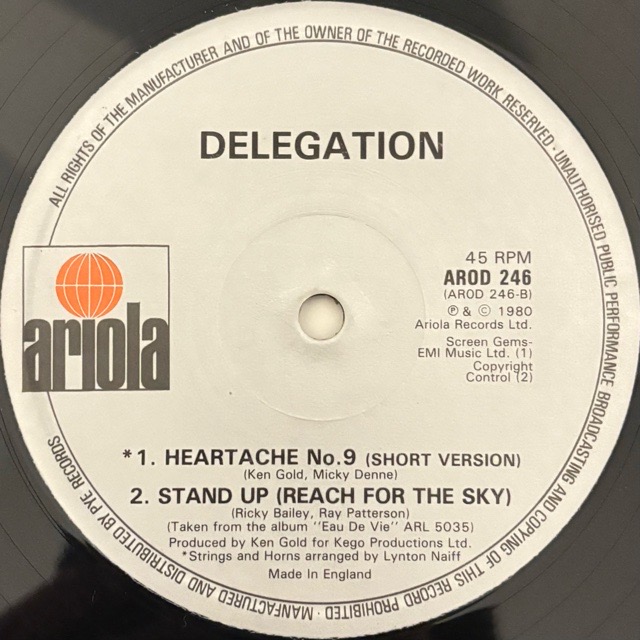 ALL RIGHTS OF THE MANUFACTURER AND OF THE OWNER OF THE RECORDED WORK RESERVED · UNAUTHORISED PUBLIC PERFORMANCE BROADCASTING AND COPYING OF THIS RECORD PROHIBITED · MANFACTURED AND DISTRIBUTED BY PYE RECORDS
DELEGATION
ariola
45 RPM
AROD 246
(AROD 246-B)
℗ & © 1980
Ariola Records Ltd.
Screen Gems-
EMI Music Ltd. (1)
Copyright
Control (2)
*1. HEARTACHE No.9 (SHORT VERSION)
(Ken Gold, Micky Denne)
2. STAND UP (REACH FOR THE SKY)
(Ricky Bailey, Ray Patterson)
(Taken from the album "Eau De Vie" ARL 5035)
Produced by Ken Gold for Kego Productions Ltd.
*Strings and Horns arranged by Lynton Naiff
Made In England